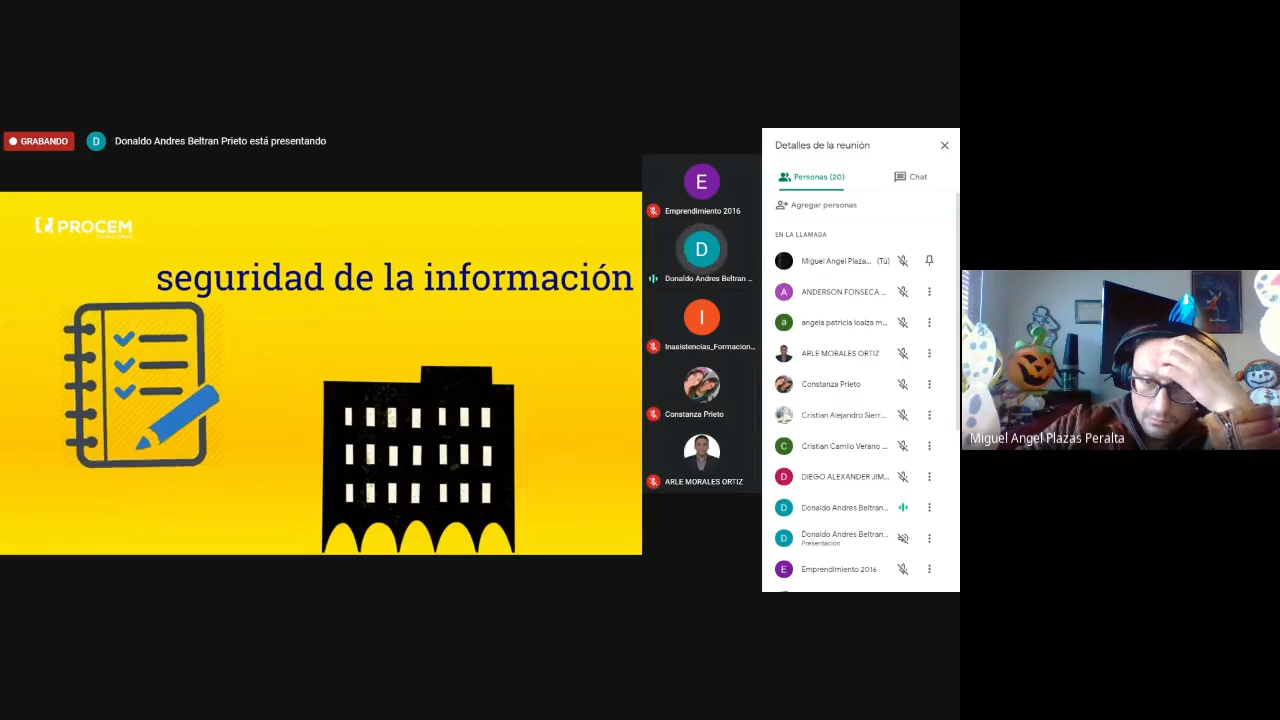 GRABANDO
D
Donaldo Andres Beltran Prieto está presentando
PROCEM
seguridad de la información
E
Emprendimiento 2016
D
Donaldo Andres Beltran ...
I
Inasistencias_Formacion...
Constanza Prieto
ARLE MORALES ORTIZ
Detalles de la reunión
Personas (20)
Chat
Agregar personas
EN LA LLAMADA
Miguel Angel Plaza... (Tú)
A
ANDERSON FONSECA ...
a
angela patricia loaiza m...
ARLE MORALES ORTIZ
Constanza Prieto
Cristian Alejandro Sierr...
C
Cristian Camilo Verano ...
D
DIEGO ALEXANDER JIM...
D
Donaldo Andres Beltran...
D
Donaldo Andres Beltran...
Presentación
E
Emprendimiento 2016
Miguel Angel Plazas Peralta